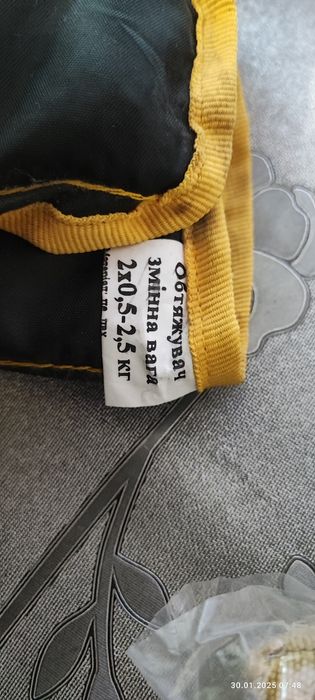 Обтяжувач
змінна вага
2х0,5-2,5 кг
30.01.2025 07:48